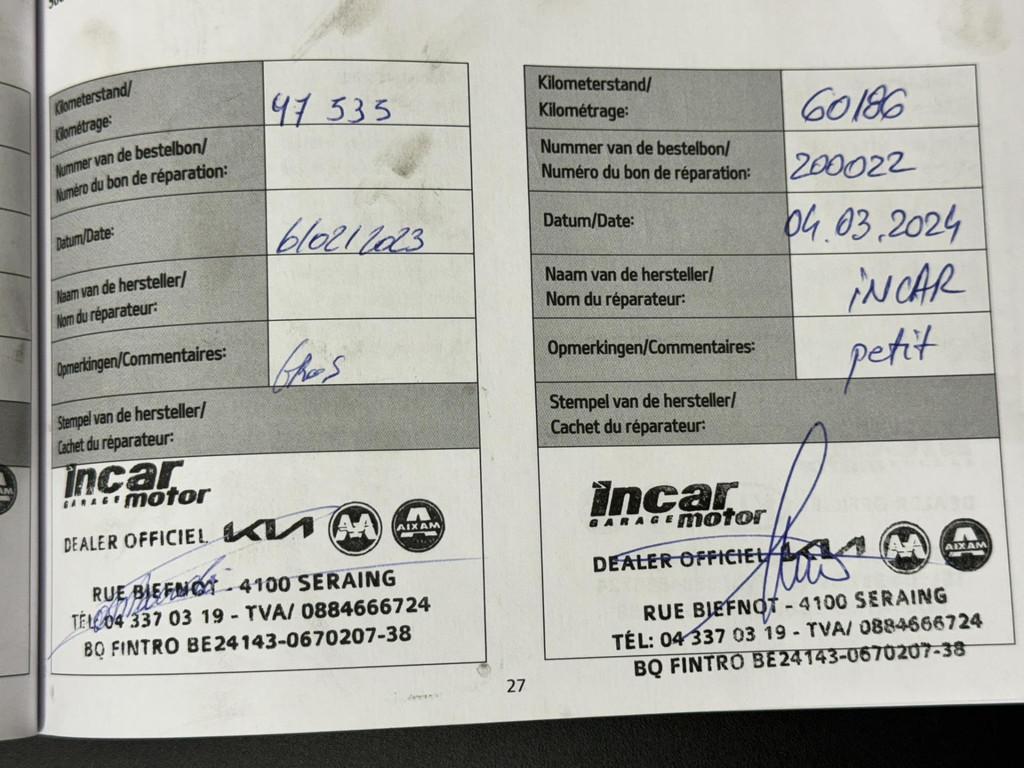 Kilometerstand/
Kilométrage:
47 535
Nummer van de bestelbon/
Numéro du bon de réparation:
Datum/Date:
6/02/2023
Naam van de hersteller/
Nom du réparateur:
Opmerkingen/Commentaires:
Gros
Stempel van de hersteller/
Cachet du réparateur:
incar
GARAGE motor
DEALER OFFICIEL KIA AIXAM
RUE BIEFNOT - 4100 SERAING
TÉL: 04 337 03 19 - TVA/ 0884666724
BQ FINTRO BE24143-0670207-38
Kilometerstand/
Kilométrage:
60186
Nummer van de bestelbon/
Numéro du bon de réparation:
200022
Datum/Date:
04.03.2024
Naam van de hersteller/
Nom du réparateur:
iNCAR
Opmerkingen/Commentaires:
petit
Stempel van de hersteller/
Cachet du réparateur:
incar
GARAGE motor
DEALER OFFICIEL KIA AIXAM
RUE BIEFNOT - 4100 SERAING
TÉL: 04 337 03 19 - TVA/ 0884666724
BQ FINTRO BE24143-0670207-38
27